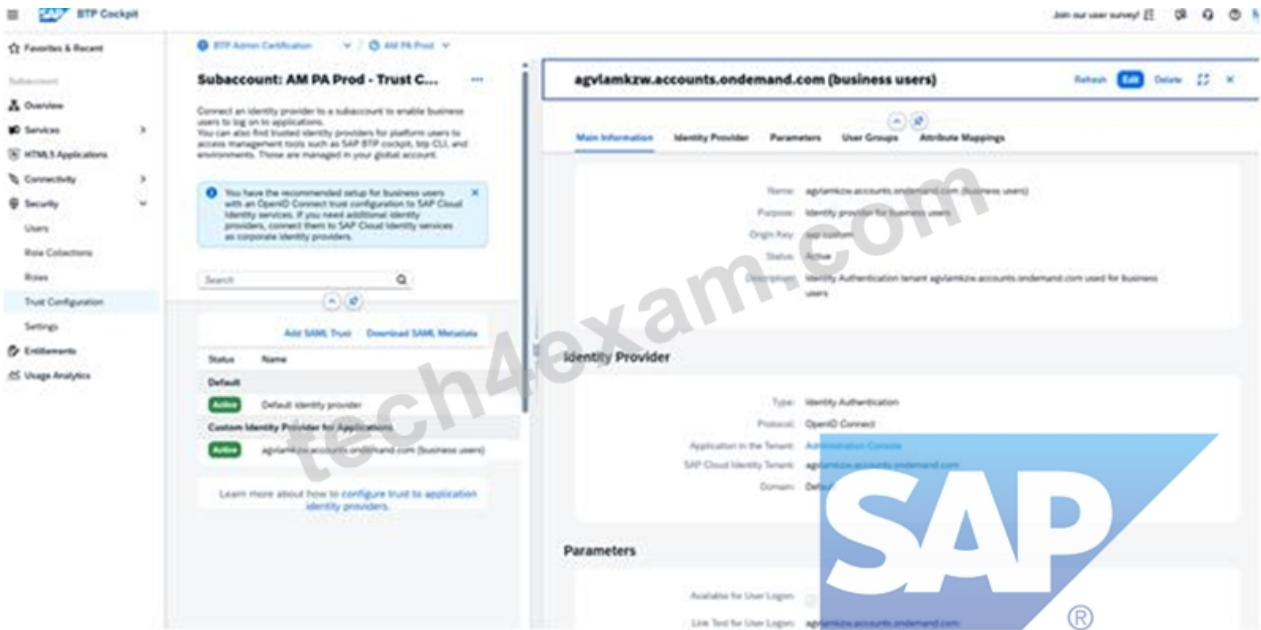 SAP BTP Cockpit
Join our user survey!
Favorites & Recent
BTP Admin Certification / AM PA Prod
Subaccount
Subaccount: AM PA Prod - Trust C... ...
agvlamkzw.accounts.ondemand.com (business users)
Refresh Edit Delete
Overview
Services
HTML5 Applications
Connectivity
Security
Users
Role Collections
Roles
Trust Configuration
Settings
Entitlements
Usage Analytics
Connect an identity provider to a subaccount to enable business
users to log on to applications.
You can also find trusted identity providers for platform users to
access management tools such as SAP BTP cockpit, btp CLI, and
environments. Those are managed in your global account.
You have the recommended setup for business users
with an OpenID Connect trust configuration to SAP Cloud
Identity services. If you need additional identity
providers, connect them to SAP Cloud Identity services
as corporate identity providers.
Search
Add SAML Trust Download SAML Metadata
Status Name
Default
Active Default identity provider
Custom Identity Provider for Applications
Active agvlamkzw.accounts.ondemand.com (business users)
Learn more about how to configure trust to application
identity providers.
Main Information Identity Provider Parameters User Groups Attribute Mappings
Name: agvlamkzw.accounts.ondemand.com (business users)
Purpose: Identity provider for business users
Origin Key: sap.custom
Status: Active
Description: Identity Authentication tenant agvlamkzw.accounts.ondemand.com used for business
users
Identity Provider
Type: Identity Authentication
Protocol: OpenID Connect
Application in the Tenant: Administration Console
SAP Cloud Identity Tenant: agvlamkzw.accounts.ondemand.com
Domain: Default
Parameters
Available for User Logon:
Link Text for User Logon: agvlamkzw.accounts.ondemand.com
tech4exam.com
SAP ®